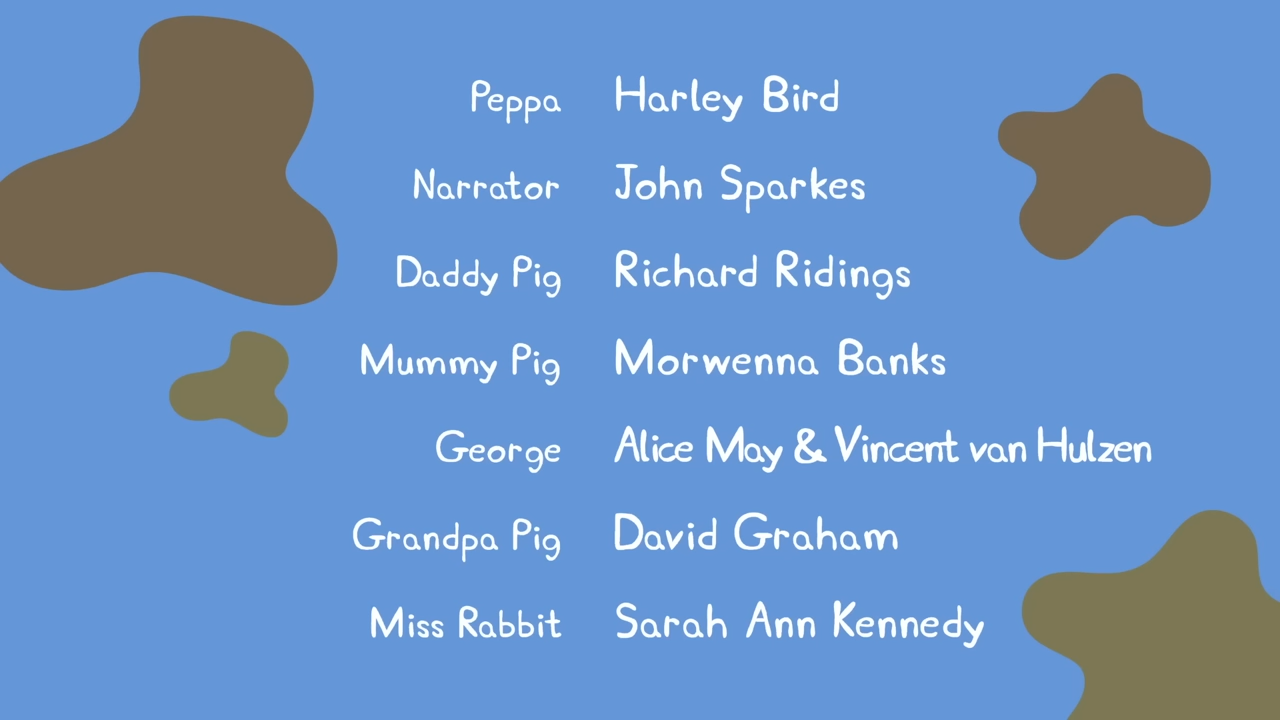 Peppa Harley Bird
Narrator John Sparkes
Daddy Pig Richard Ridings
Mummy Pig Morwenna Banks
George Alice May & Vincent van Hulzen
Grandpa Pig David Graham
Miss Rabbit Sarah Ann Kennedy